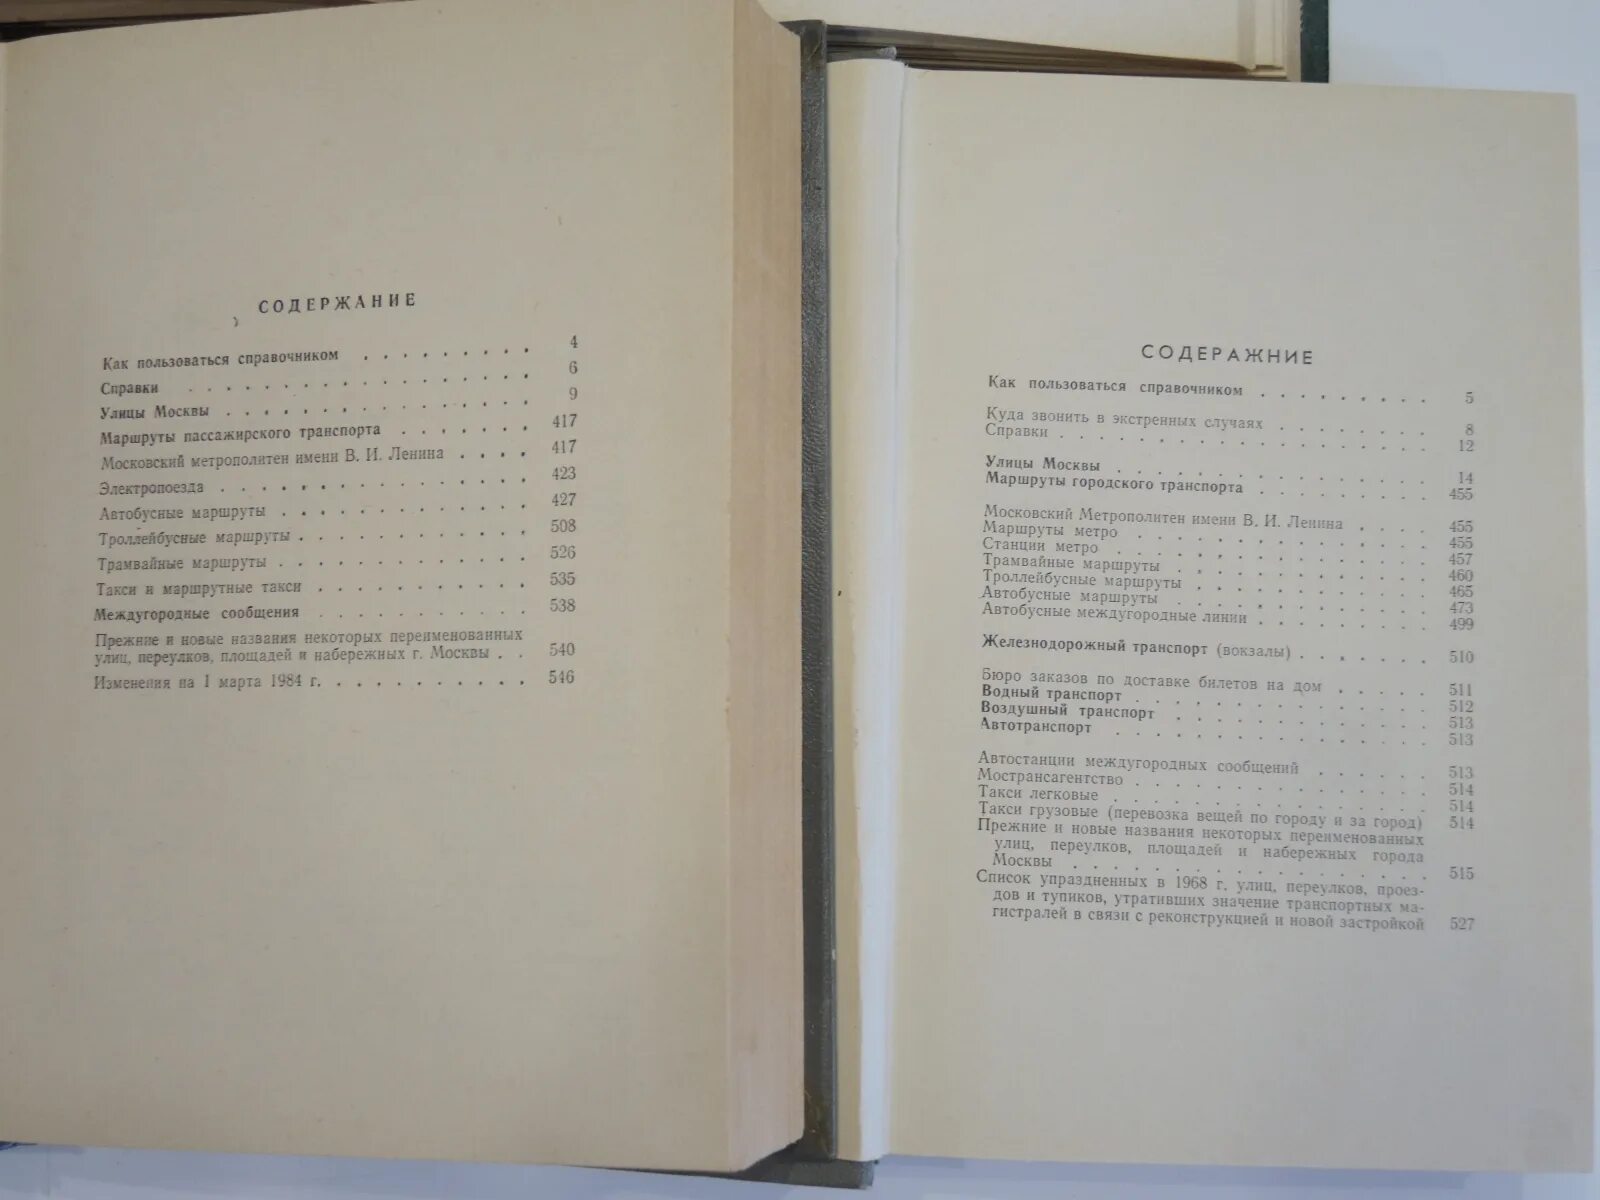 СОДЕРЖАНИЕ
Как пользоваться справочником . . . . . . . . . 4
Справки . . . . . . . . . . . . . . . . . 6
Улицы Москвы . . . . . . . . . . . . . . . 9
Маршруты пассажирского транспорта . . . . . . . 417
Московский метрополитен имени В. И. Ленина . . . . 417
Электропоезда . . . . . . . . . . . . . . . 423
Автобусные маршруты . . . . . . . . . . . . 427
Троллейбусные маршруты . . . . . . . . . . . 508
Трамвайные маршруты . . . . . . . . . . . . 526
Такси и маршрутные такси . . . . . . . . . . 535
Междугородные сообщения . . . . . . . . . . 538
Прежние и новые названия некоторых переименованных
улиц, переулков, площадей и набережных г. Москвы . . 540
Изменения на 1 марта 1984 г. . . . . . . . . . . 546
СОДЕРАЖНИЕ
Как пользоваться справочником . . . . . . . . . 5
Куда звонить в экстренных случаях . . . . . . . . 8
Справки . . . . . . . . . . . . . . . . . . 12
Улицы Москвы . . . . . . . . . . . . . . . 14
Маршруты городского транспорта . . . . . . . . . 455
Московский Метрополитен имени В. И. Ленина . . . . 455
Маршруты метро . . . . . . . . . . . . . . . 455
Станции метро . . . . . . . . . . . . . . . 457
Трамвайные маршруты . . . . . . . . . . . . . 460
Троллейбусные маршруты . . . . . . . . . . . . 465
Автобусные маршруты . . . . . . . . . . . . . 473
Автобусные междугородные линии . . . . . . . . . 499
Железнодорожный транспорт (вокзалы) . . . . . . . 510
Бюро заказов по доставке билетов на дом . . . . . 511
Водный транспорт . . . . . . . . . . . . . . . 512
Воздушный транспорт . . . . . . . . . . . . . 513
Автотранспорт . . . . . . . . . . . . . . . . 513
Автостанции междугородных сообщений . . . . . . 513
Мострансагентство . . . . . . . . . . . . . . . 514
Такси легковые . . . . . . . . . . . . . . . . 514
Такси грузовые (перевозка вещей по городу и за город) 514
Прежние и новые названия некоторых переименованных
улиц, переулков, площадей и набережных города
Москвы . . . . . . . . . . . . . . . . . 515
Список упраздненных в 1968 г. улиц, переулков, проез-
дов и тупиков, утративших значение транспортных ма-
гистралей в связи с реконструкцией и новой застройкой 527